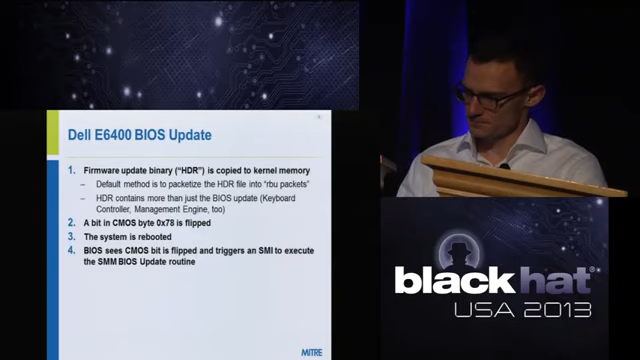 Dell E6400 BIOS Update
1. Firmware update binary ("HDR") is copied to kernel memory
– Default method is to packetize the HDR file into "rbu packets"
– HDR contains more than just the BIOS update (Keyboard
Controller, Management Engine, too)
2. A bit in CMOS byte 0x78 is flipped
3. The system is rebooted
4. BIOS sees CMOS bit is flipped and triggers an SMI to execute
the SMM BIOS Update routine
MITRE
black hat®
USA 2013